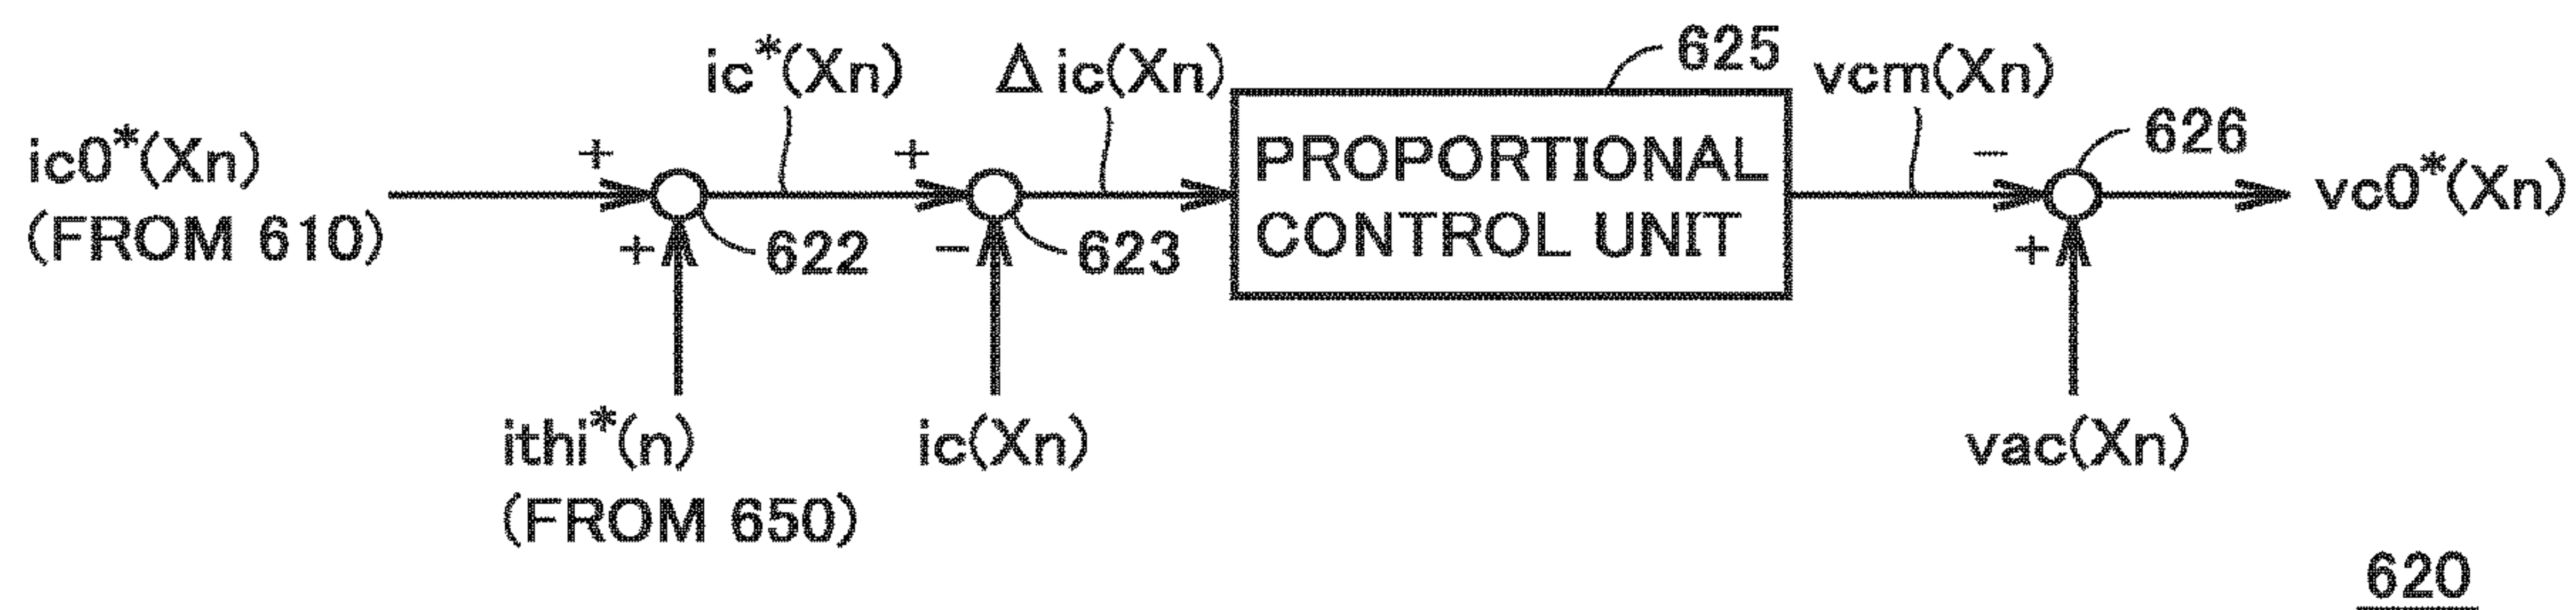 ic*(Xn)
Δic(Xn)
625
vcm(Xn)
626
ic0*(Xn)
(FROM 610)
+
+
622
+
-
623
PROPORTIONAL
CONTROL UNIT
−
+
vc0*(Xn)
ithi*(n)
(FROM 650)
ic(Xn)
vac(Xn)
620